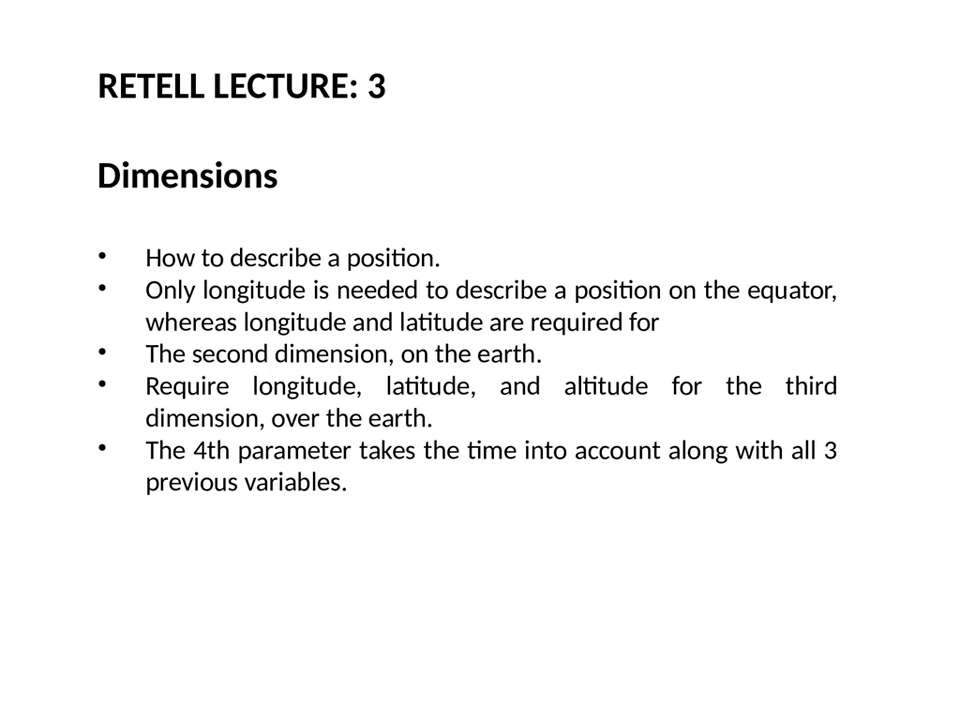 RETELL LECTURE: 3
Dimensions
• How to describe a position.
• Only longitude is needed to describe a position on the equator,
whereas longitude and latitude are required for
• The second dimension, on the earth.
• Require longitude, latitude, and altitude for the third
dimension, over the earth.
• The 4th parameter takes the time into account along with all 3
previous variables.